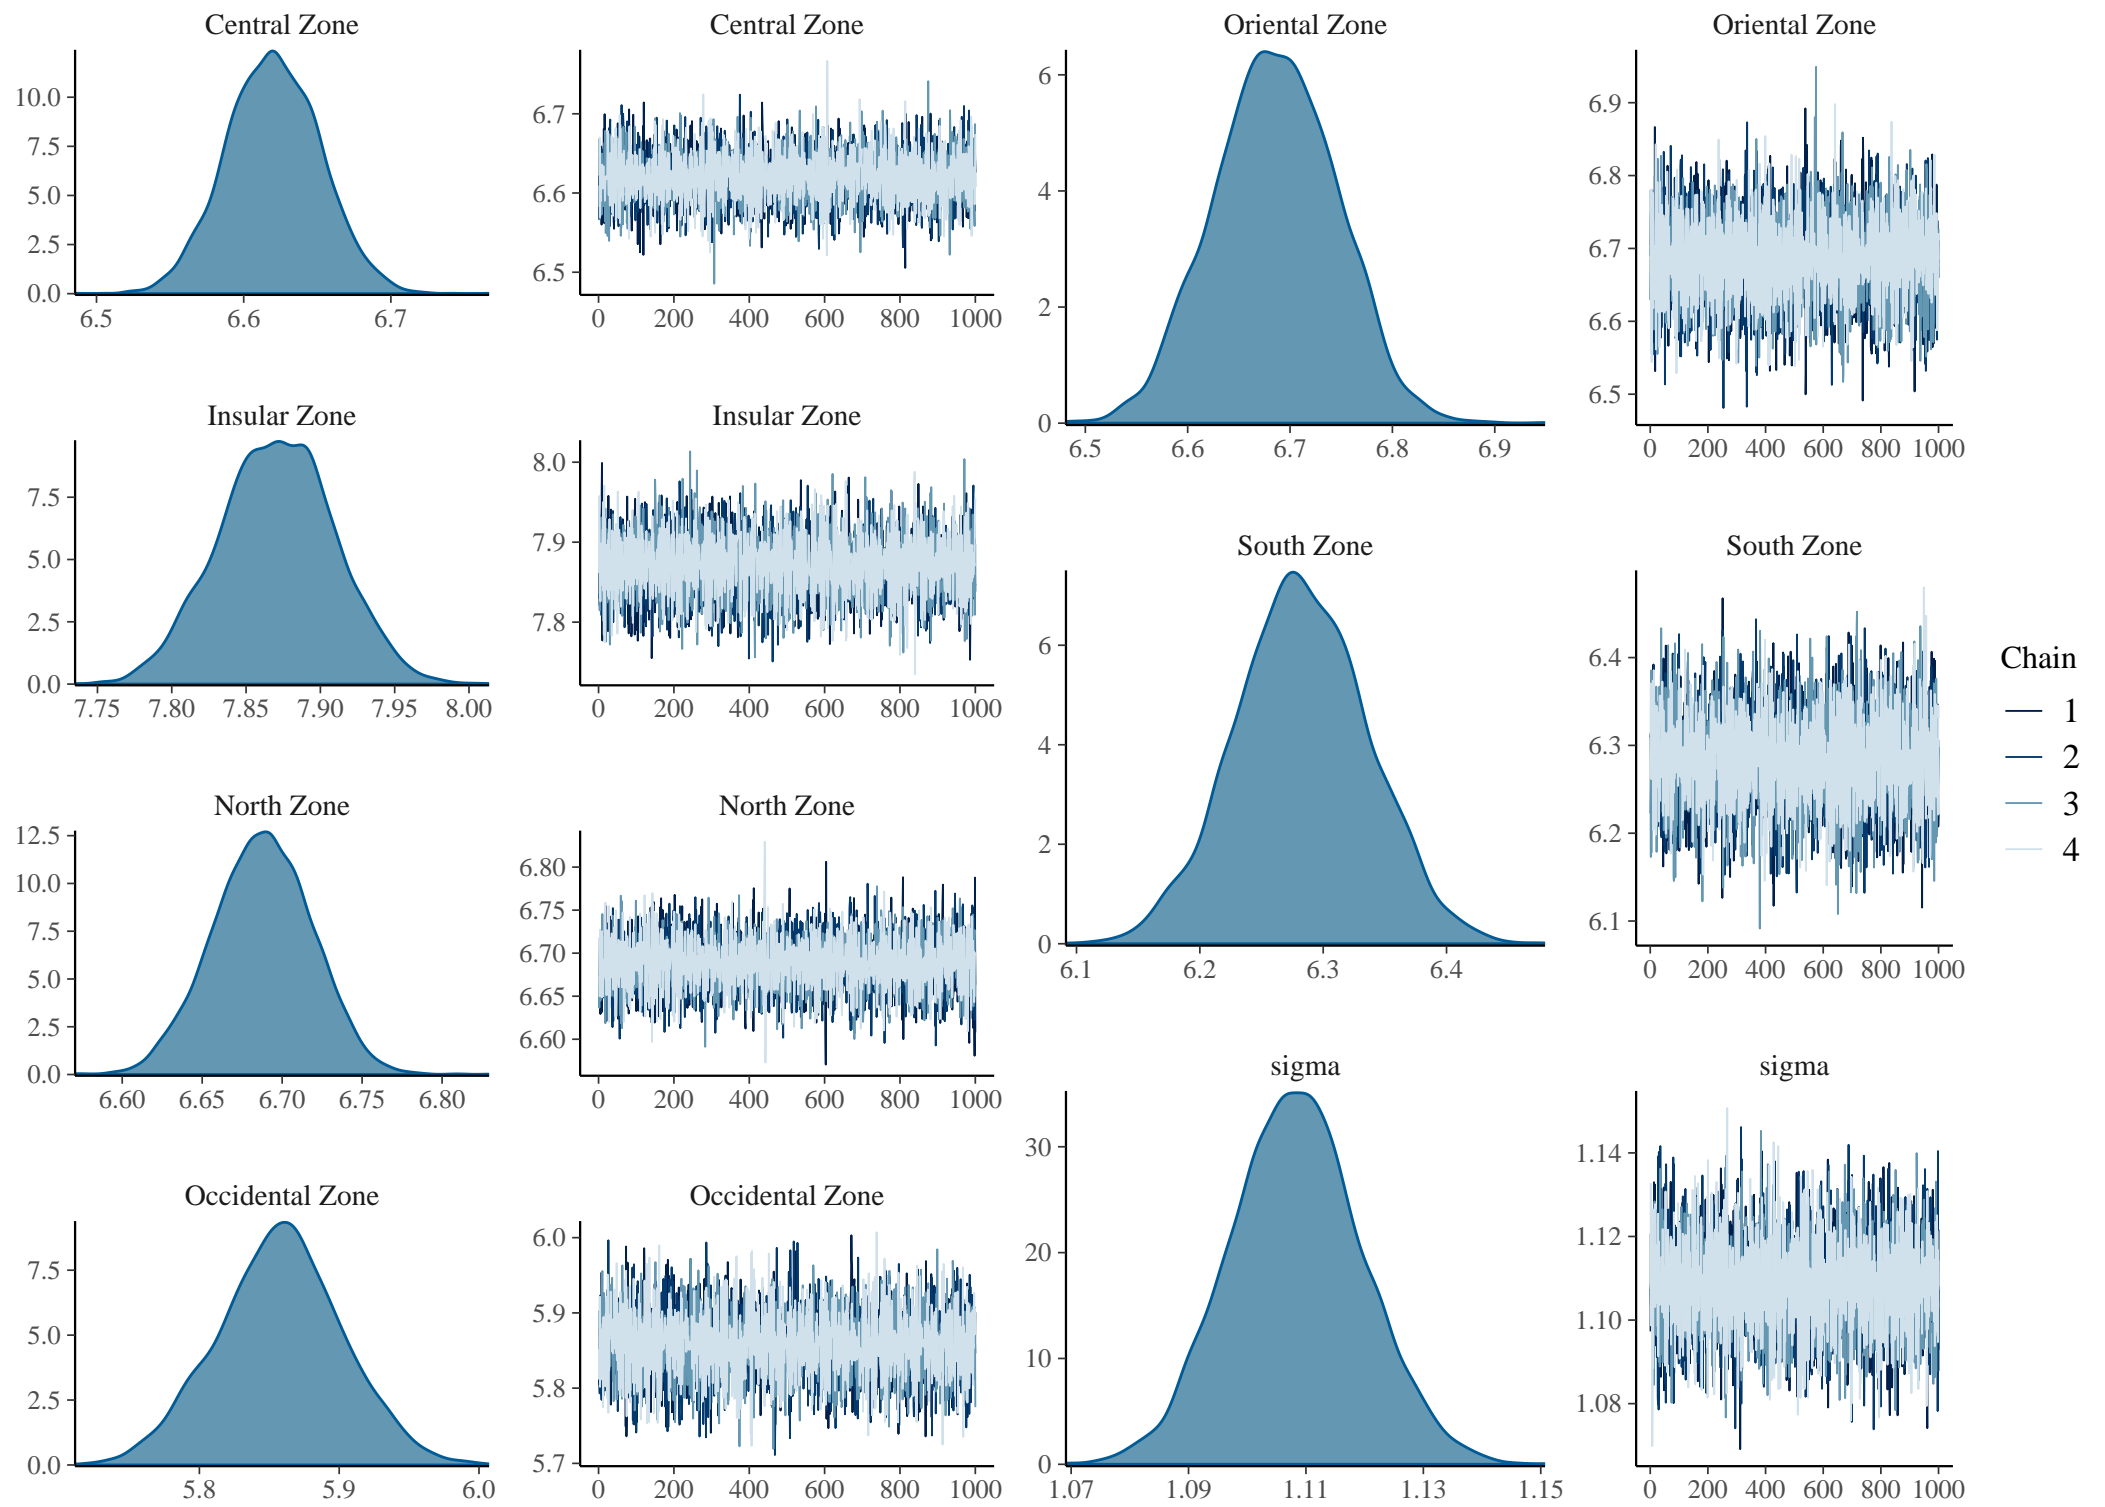 Central Zone
10.0
7.5
5.0
2.5
0.0
6.5 6.6 6.7
Central Zone
6.7
6.6
6.5
0 200 400 600 800 1000
Insular Zone
7.5
5.0
2.5
0.0
7.75 7.80 7.85 7.90 7.95 8.00
Insular Zone
8.0
7.9
7.8
0 200 400 600 800 1000
North Zone
12.5
10.0
7.5
5.0
2.5
0.0
6.60 6.65 6.70 6.75 6.80
North Zone
6.80
6.75
6.70
6.65
6.60
0 200 400 600 800 1000
Occidental Zone
7.5
5.0
2.5
0.0
5.8 5.9 6.0
Occidental Zone
6.0
5.9
5.8
5.7
0 200 400 600 800 1000
Oriental Zone
6
4
2
0
6.5 6.6 6.7 6.8 6.9
Oriental Zone
6.9
6.8
6.7
6.6
6.5
0 200 400 600 800 1000
South Zone
6
4
2
0
6.1 6.2 6.3 6.4
South Zone
6.4
6.3
6.2
6.1
0 200 400 600 800 1000
sigma
30
20
10
0
1.07 1.09 1.11 1.13 1.15
sigma
1.14
1.12
1.10
1.08
0 200 400 600 800 1000
Chain
1
2
3
4